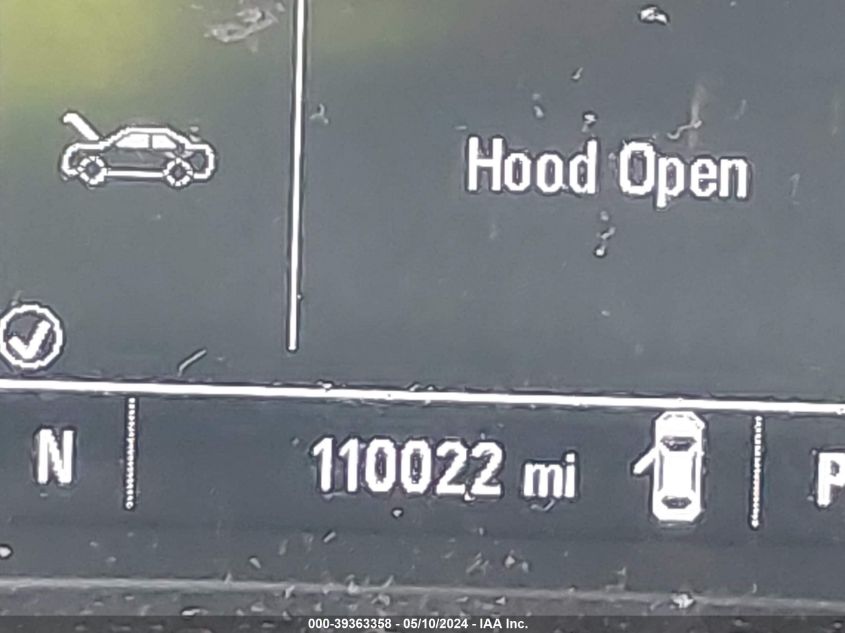 Hood Open
N 110022 mi P
000-39363358 - 05/10/2024 - IAA Inc.